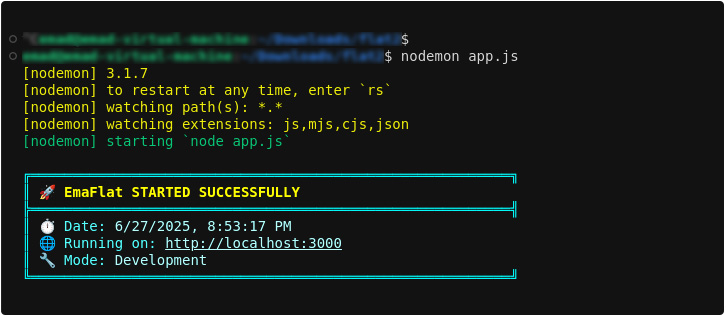 $
$ nodemon app.js
[nodemon] 3.1.7
[nodemon] to restart at any time, enter `rs`
[nodemon] watching path(s): *.*
[nodemon] watching extensions: js,mjs,cjs,json
[nodemon] starting `node app.js`
🚀 EmaFlat STARTED SUCCESSFULLY
⏱️ Date: 6/27/2025, 8:53:17 PM
🌐 Running on: http://localhost:3000
🔧 Mode: Development